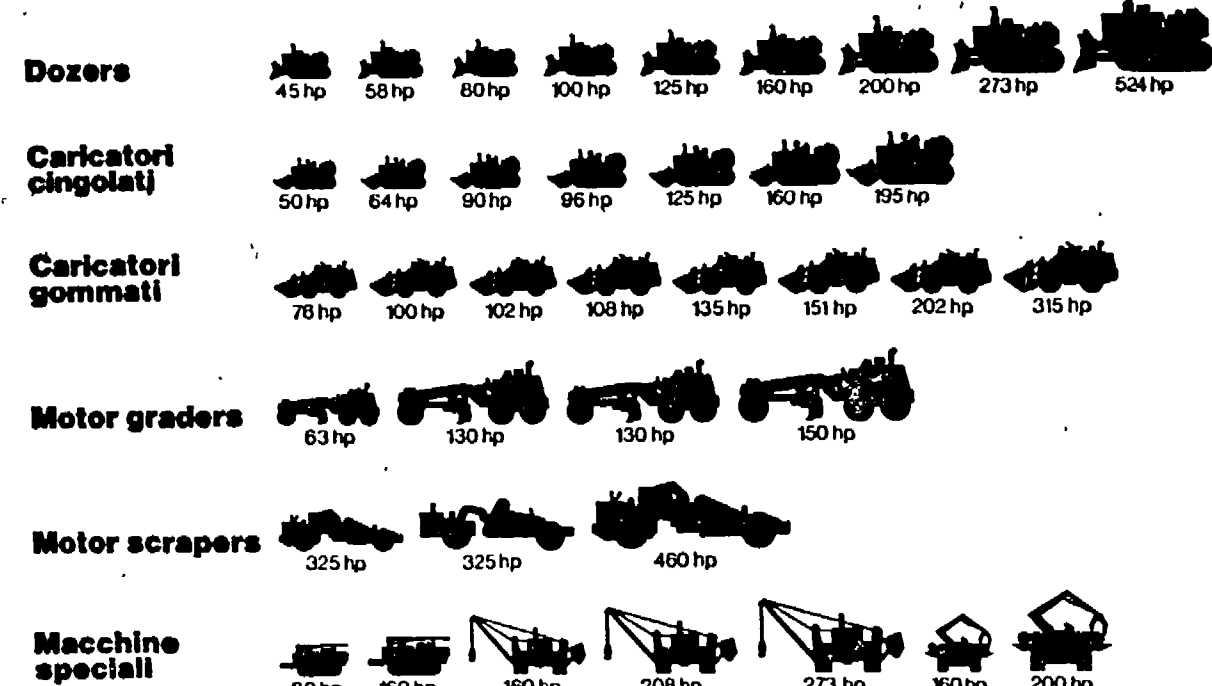 Dozers
45 hp 58 hp 80 hp 100 hp 125 hp 160 hp 200 hp 273 hp 524 hp
Caricatori
cingolati
50 hp 64 hp 90 hp 96 hp 125 hp 160 hp 195 hp
Caricatori
gommati
78 hp 100 hp 102 hp 108 hp 135 hp 151 hp 202 hp 315 hp
Motor graders
63 hp 130 hp 130 hp 150 hp
Motor scrapers
325 hp 325 hp 460 hp
Macchine
speciali
80 hp 160 hp 160 hp 208 hp 273 hp 160 hp 200 hp